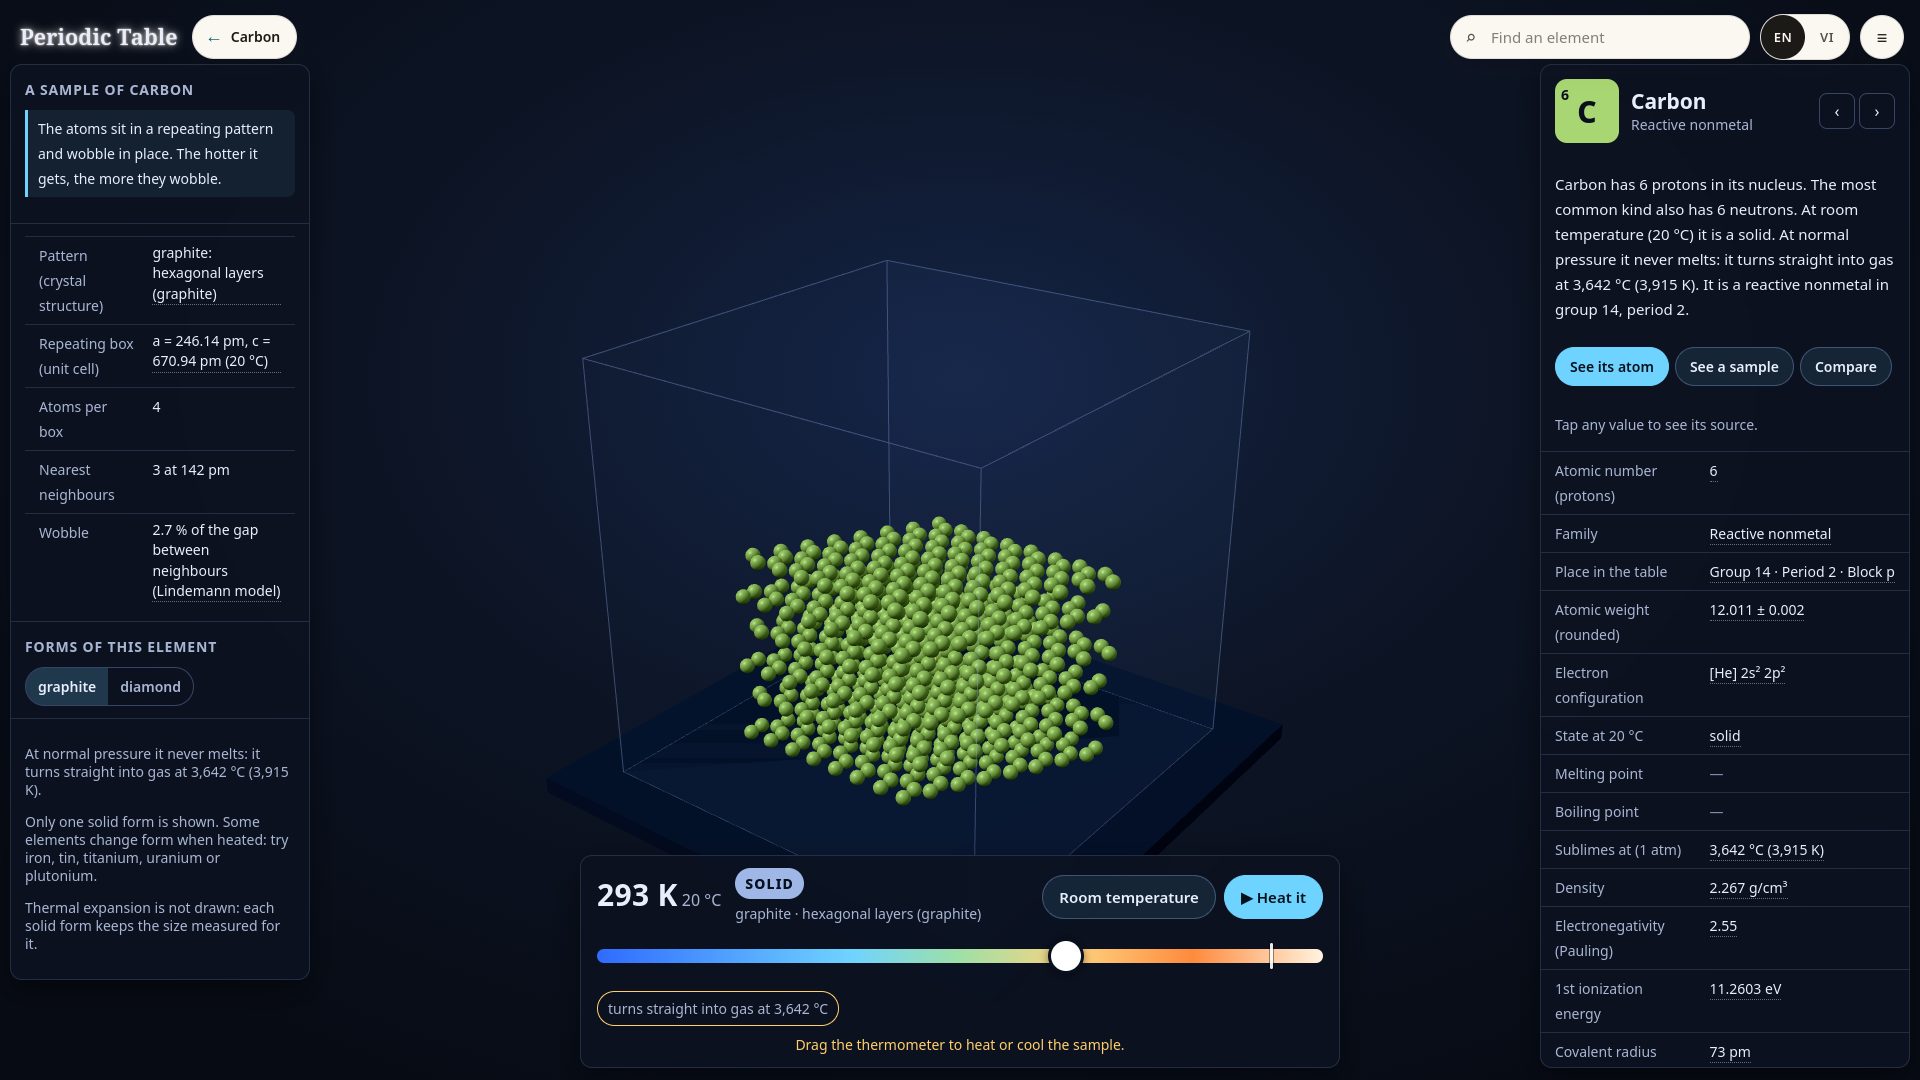 Periodic Table
← Carbon
Find an element
EN
VI
≡
A SAMPLE OF CARBON
The atoms sit in a repeating pattern
and wobble in place. The hotter it
gets, the more they wobble.
Pattern
(crystal
structure)
graphite:
hexagonal layers
(graphite)
Repeating box
(unit cell)
a = 246.14 pm, c =
670.94 pm (20 °C)
Atoms per
box
4
Nearest
neighbours
3 at 142 pm
Wobble
2.7 % of the gap
between
neighbours
(Lindemann model)
FORMS OF THIS ELEMENT
graphite
diamond
At normal pressure it never melts: it
turns straight into gas at 3,642 °C (3,915
K).
Only one solid form is shown. Some
elements change form when heated: try
iron, tin, titanium, uranium or
plutonium.
Thermal expansion is not drawn: each
solid form keeps the size measured for
it.
293 K 20 °C
SOLID
graphite · hexagonal layers (graphite)
Room temperature
▶ Heat it
turns straight into gas at 3,642 °C
Drag the thermometer to heat or cool the sample.
6
C
Carbon
Reactive nonmetal
‹
›
Carbon has 6 protons in its nucleus. The most
common kind also has 6 neutrons. At room
temperature (20 °C) it is a solid. At normal
pressure it never melts: it turns straight into gas
at 3,642 °C (3,915 K). It is a reactive nonmetal in
group 14, period 2.
See its atom
See a sample
Compare
Tap any value to see its source.
Atomic number
(protons)
6
Family
Reactive nonmetal
Place in the table
Group 14 · Period 2 · Block p
Atomic weight
(rounded)
12.011 ± 0.002
Electron
configuration
[He] 2s² 2p²
State at 20 °C
solid
Melting point
—
Boiling point
—
Sublimes at (1 atm)
3,642 °C (3,915 K)
Density
2.267 g/cm³
Electronegativity
(Pauling)
2.55
1st ionization
energy
11.2603 eV
Covalent radius
73 pm